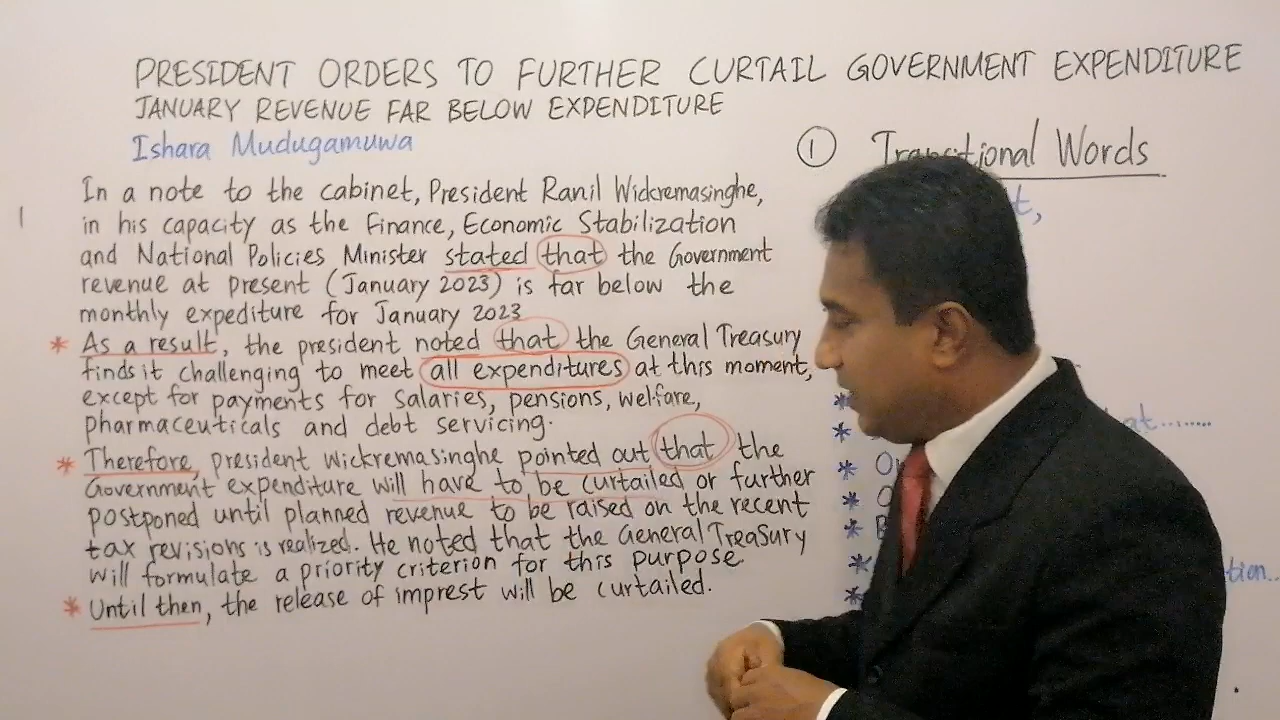 PRESIDENT ORDERS TO FURTHER CURTAIL GOVERNMENT EXPENDITURE
JANUARY REVENUE FAR BELOW EXPENDITURE
Ishara Mudugamuwa
In a note to the cabinet, President Ranil Wickremasinghe,
in his capacity as the Finance, Economic Stabilization
and National Policies Minister stated that the Government
revenue at present (January 2023) is far below the
monthly expediture for January 2023
* As a result, the president noted that the General Treasury
finds it challenging to meet all expenditures at this moment,
except for payments for salaries, pensions, welfare,
pharmaceuticals and debt servicing.
* Therefore, president Wickremasinghe pointed out that the
Government expenditure will have to be curtailed or further
postponed until planned revenue to be raised on the recent
tax revisions is realized. He noted that the General Treasury
will formulate a priority criterion for this purpose
* Until then, the release of imprest will be curtailed.
1
① Words
*
*
*
*
*
*
*